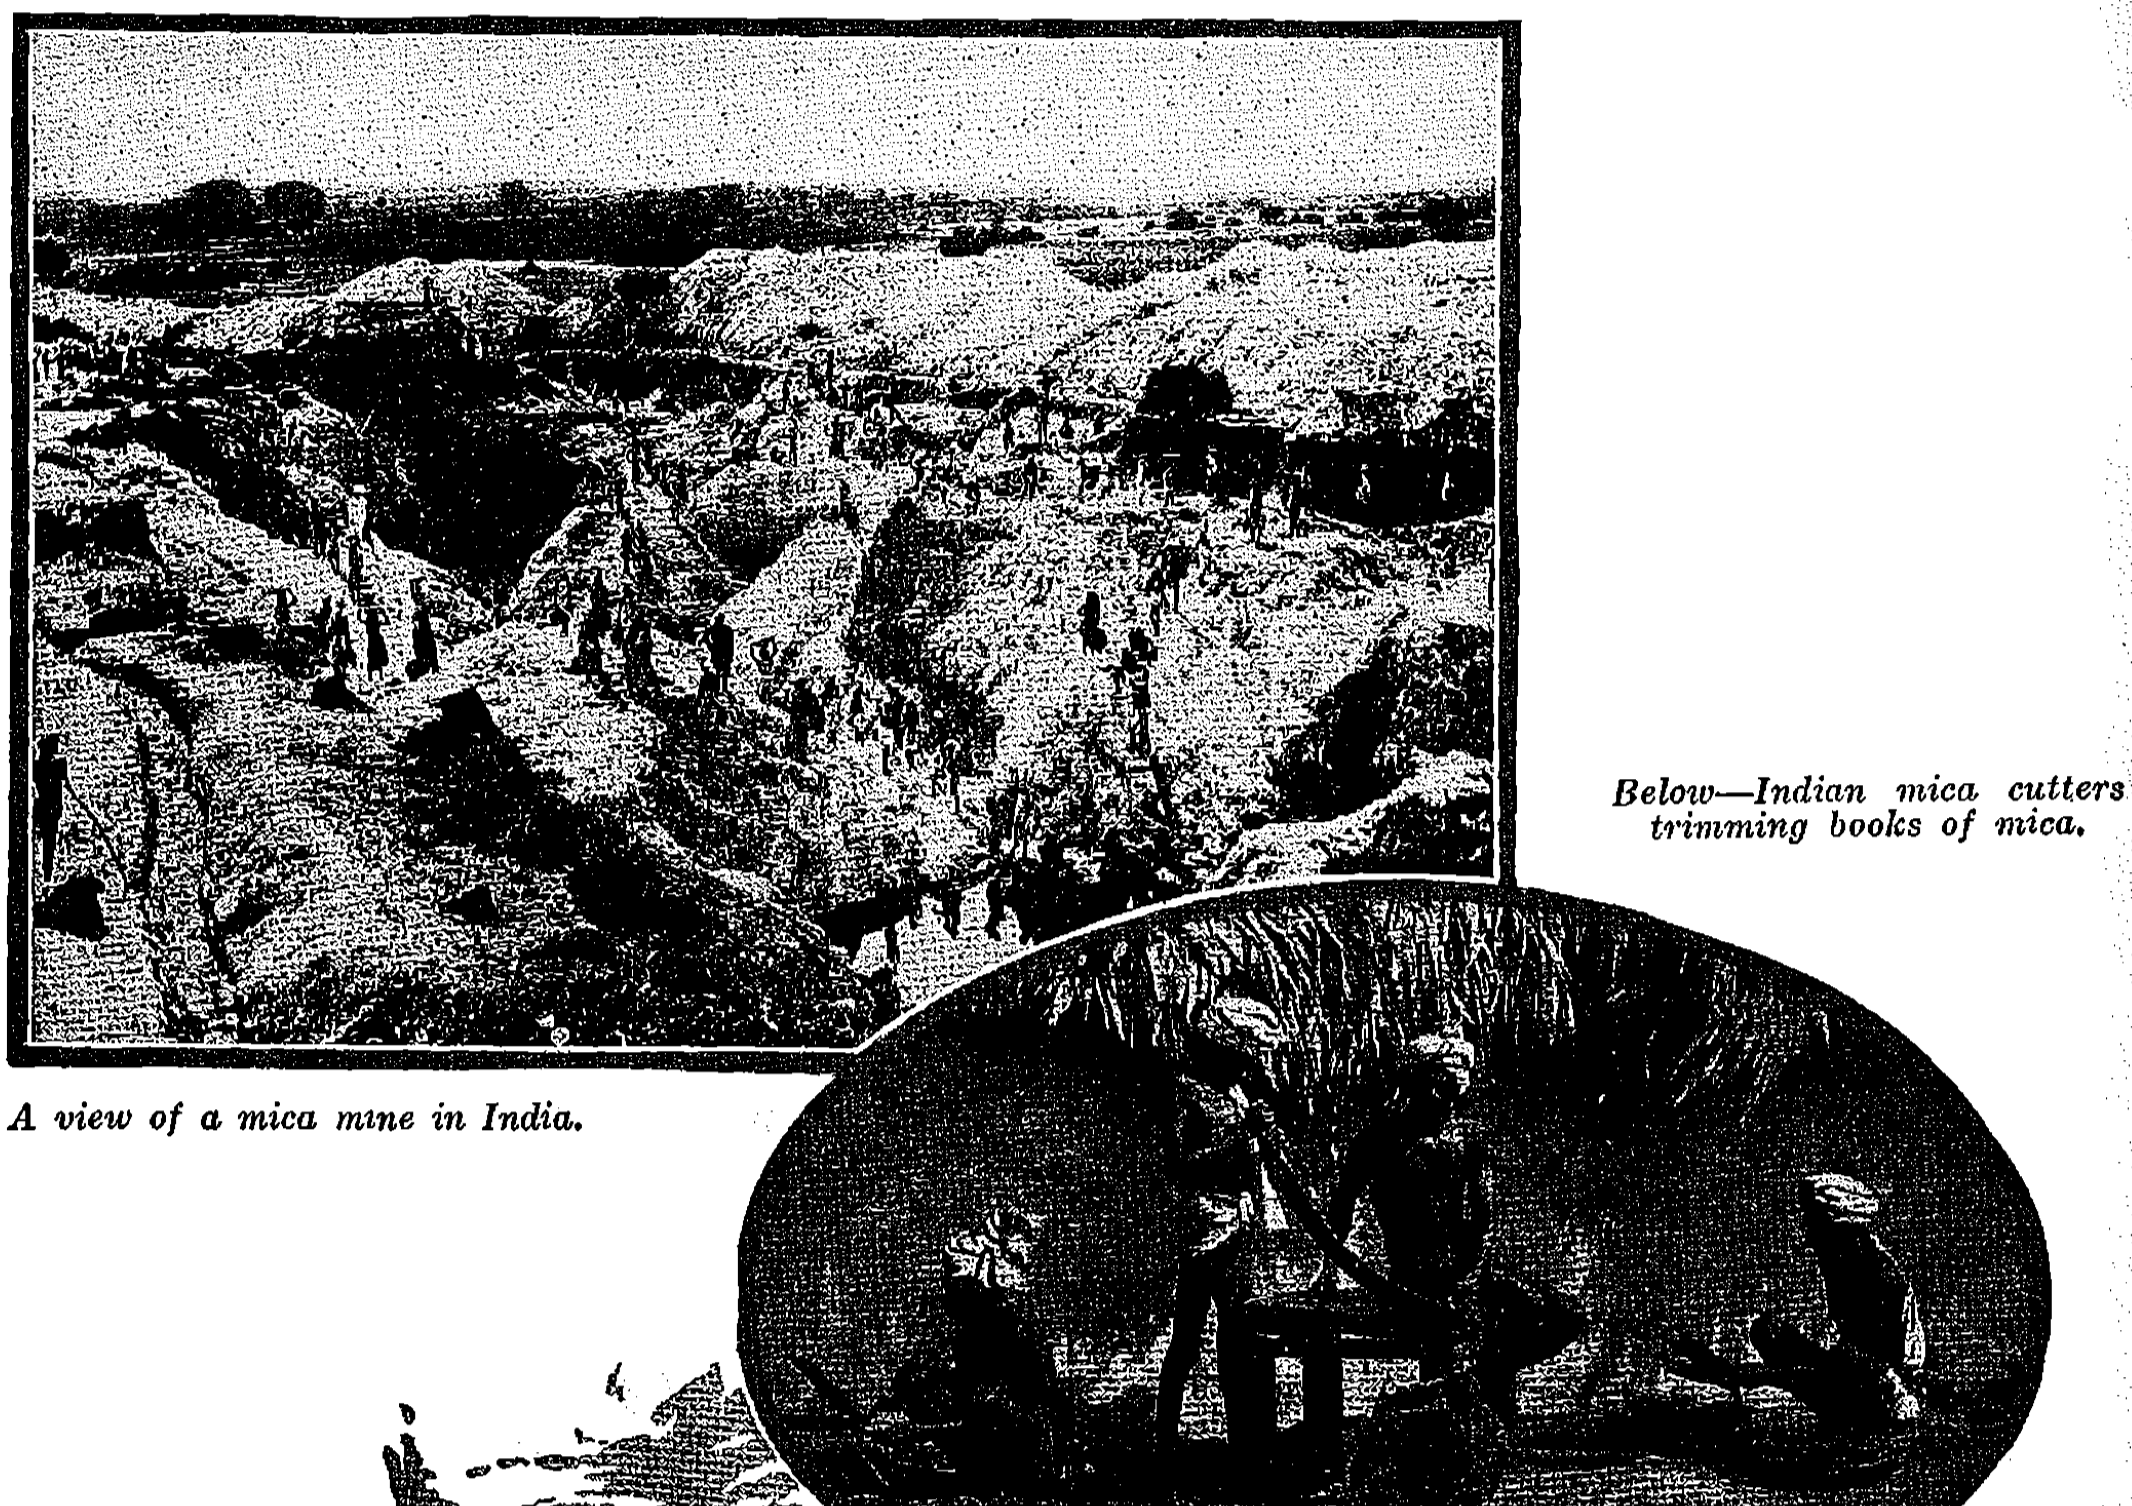 Below—Indian mica cutters
trimming books of mica.
A view of a mica mine in India.